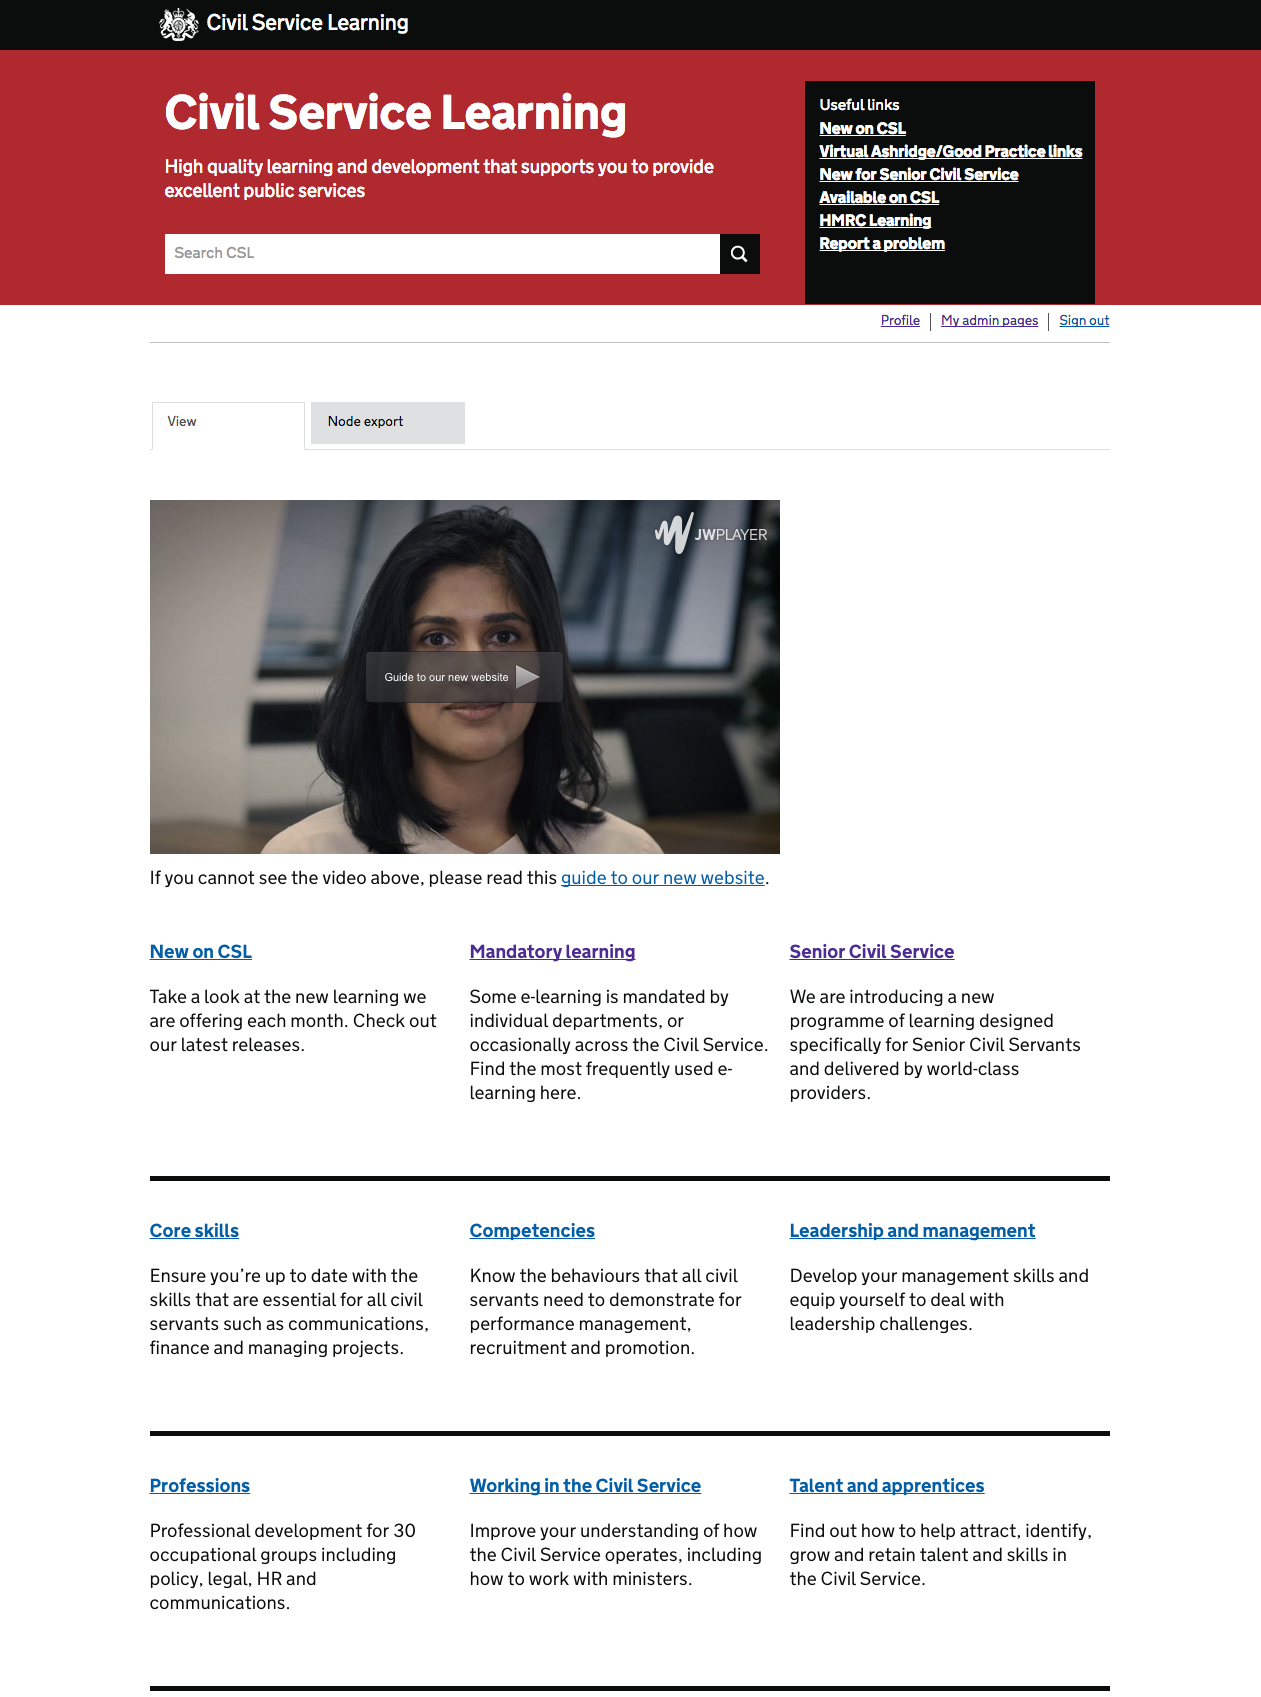 Civil Service Learning
Civil Service Learning
High quality learning and development that supports you to provide
excellent public services
Search CSL
Useful links
New on CSL
Virtual Ashridge/Good Practice links
New for Senior Civil Service
Available on CSL
HMRC Learning
Report a problem
Profile
My admin pages
Sign out
View
Node export
JWPLAYER
Guide to our new website
If you cannot see the video above, please read this guide to our new website.
New on CSL
Take a look at the new learning we
are offering each month. Check out
our latest releases.
Mandatory learning
Some e-learning is mandated by
individual departments, or
occasionally across the Civil Service.
Find the most frequently used e-
learning here.
Senior Civil Service
We are introducing a new
programme of learning designed
specifically for Senior Civil Servants
and delivered by world-class
providers.
Core skills
Ensure you’re up to date with the
skills that are essential for all civil
servants such as communications,
finance and managing projects.
Competencies
Know the behaviours that all civil
servants need to demonstrate for
performance management,
recruitment and promotion.
Leadership and management
Develop your management skills and
equip yourself to deal with
leadership challenges.
Professions
Professional development for 30
occupational groups including
policy, legal, HR and
communications.
Working in the Civil Service
Improve your understanding of how
the Civil Service operates, including
how to work with ministers.
Talent and apprentices
Find out how to help attract, identify,
grow and retain talent and skills in
the Civil Service.